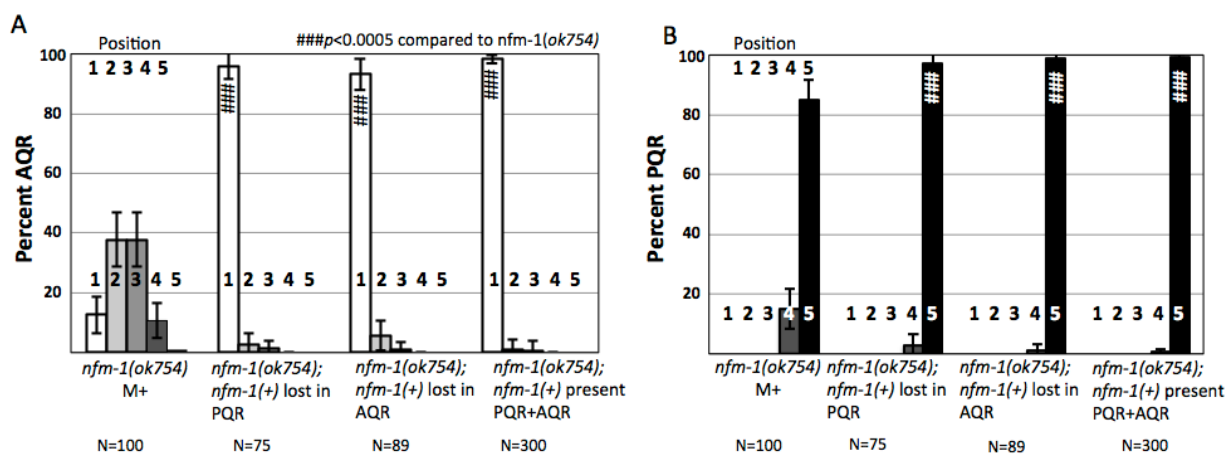 A
Position
###p<0.0005 compared to nfm-1(ok754)
1 2 3 4 5
100
80
60
40
20
Percent AQR
###
###
###
1 2 3 4 5
1 2 3 4 5
1 2 3 4 5
1 2 3 4 5
nfm-1(ok754)
M+
nfm-1(ok754);
nfm-1(+) lost in
PQR
nfm-1(ok754);
nfm-1(+) lost in
AQR
nfm-1(ok754);
nfm-1(+) present
PQR+AQR
N=100
N=75
N=89
N=300
B
Position
1 2 3 4 5
100
80
60
40
20
Percent PQR
###
###
###
1 2 3 4 5
1 2 3 4 5
1 2 3 4 5
1 2 3 4 5
nfm-1(ok754)
M+
nfm-1(ok754);
nfm-1(+) lost in
PQR
nfm-1(ok754);
nfm-1(+) lost in
AQR
nfm-1(ok754);
nfm-1(+) present
PQR+AQR
N=100
N=75
N=89
N=300